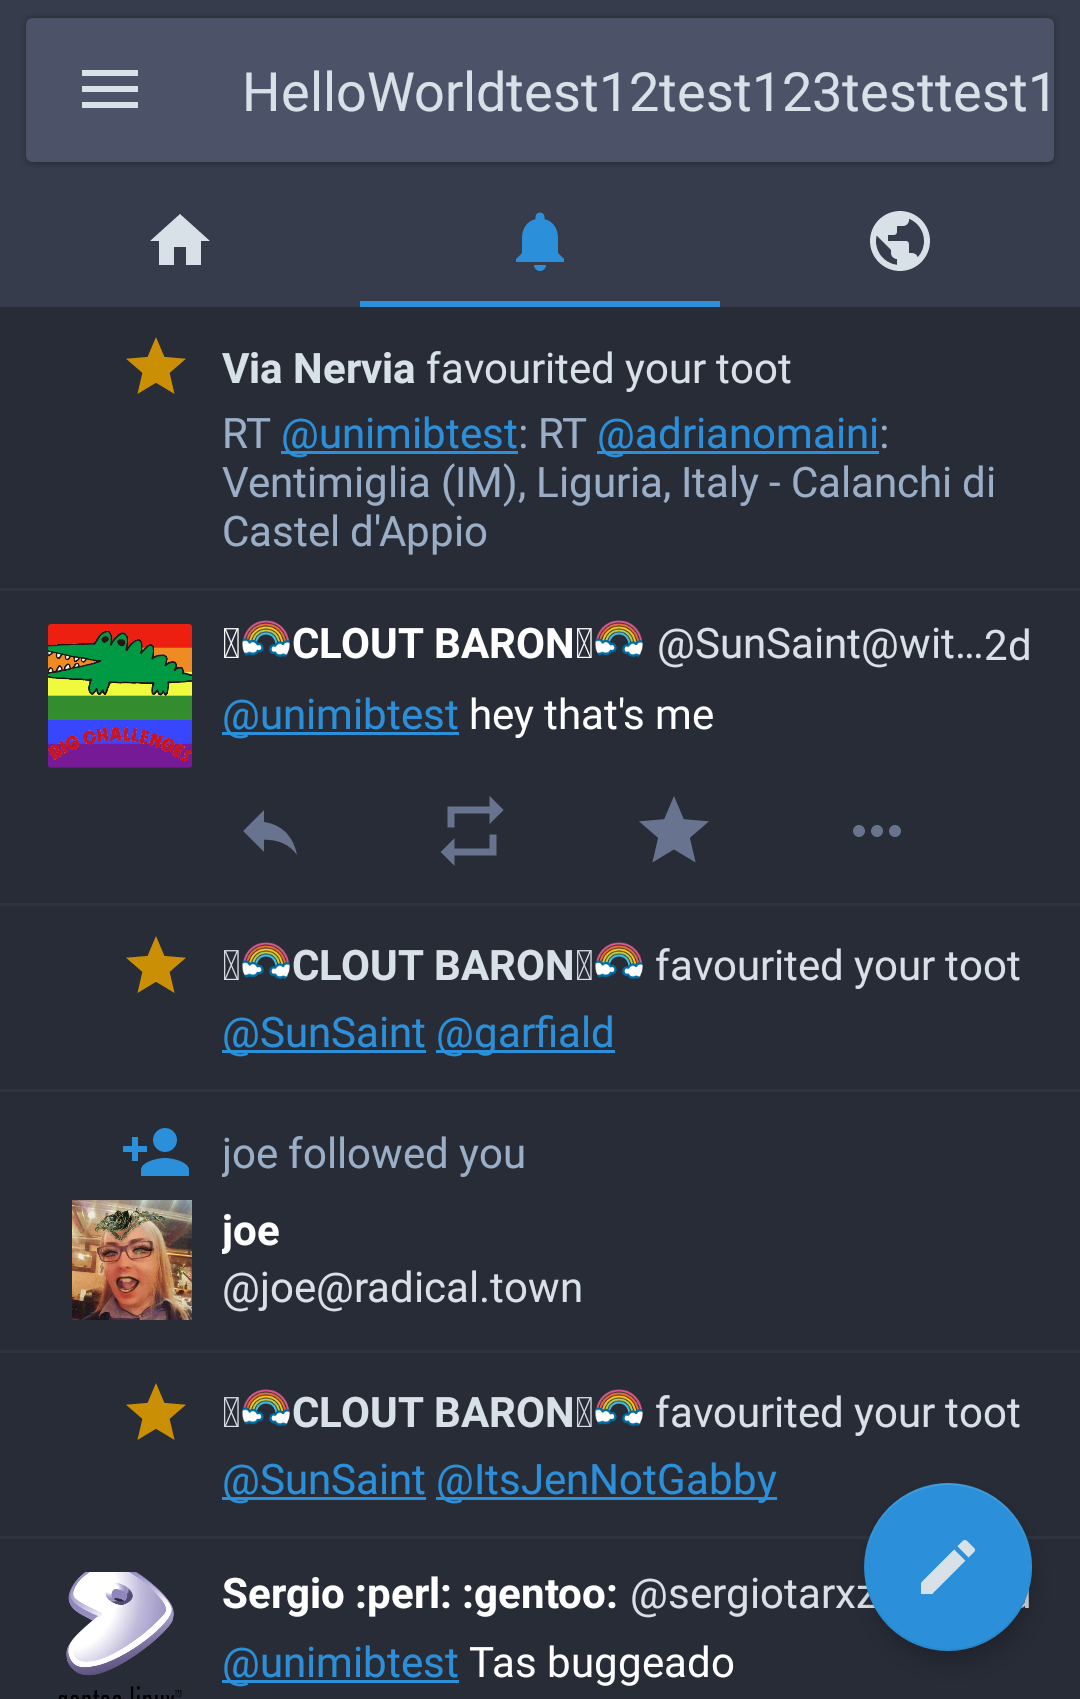 HelloWorldtest12test123testtest1
Via Nervia favourited your toot
RT @unimibtest: RT @adrianomaini:
Ventimiglia (IM), Liguria, Italy - Calanchi di
Castel d'Appio
🌈CLOUT BARON🌈 @SunSaint@wit...2d
@unimibtest hey that's me
BIG CHALLENGES
🌈CLOUT BARON🌈 favourited your toot
@SunSaint @garfiald
joe followed you
joe
@joe@radical.town
🌈CLOUT BARON🌈 favourited your toot
@SunSaint @ItsJenNotGabby
Sergio :perl: :gentoo: @sergiotarxz
@unimibtest Tas buggeado
gentoo linux™